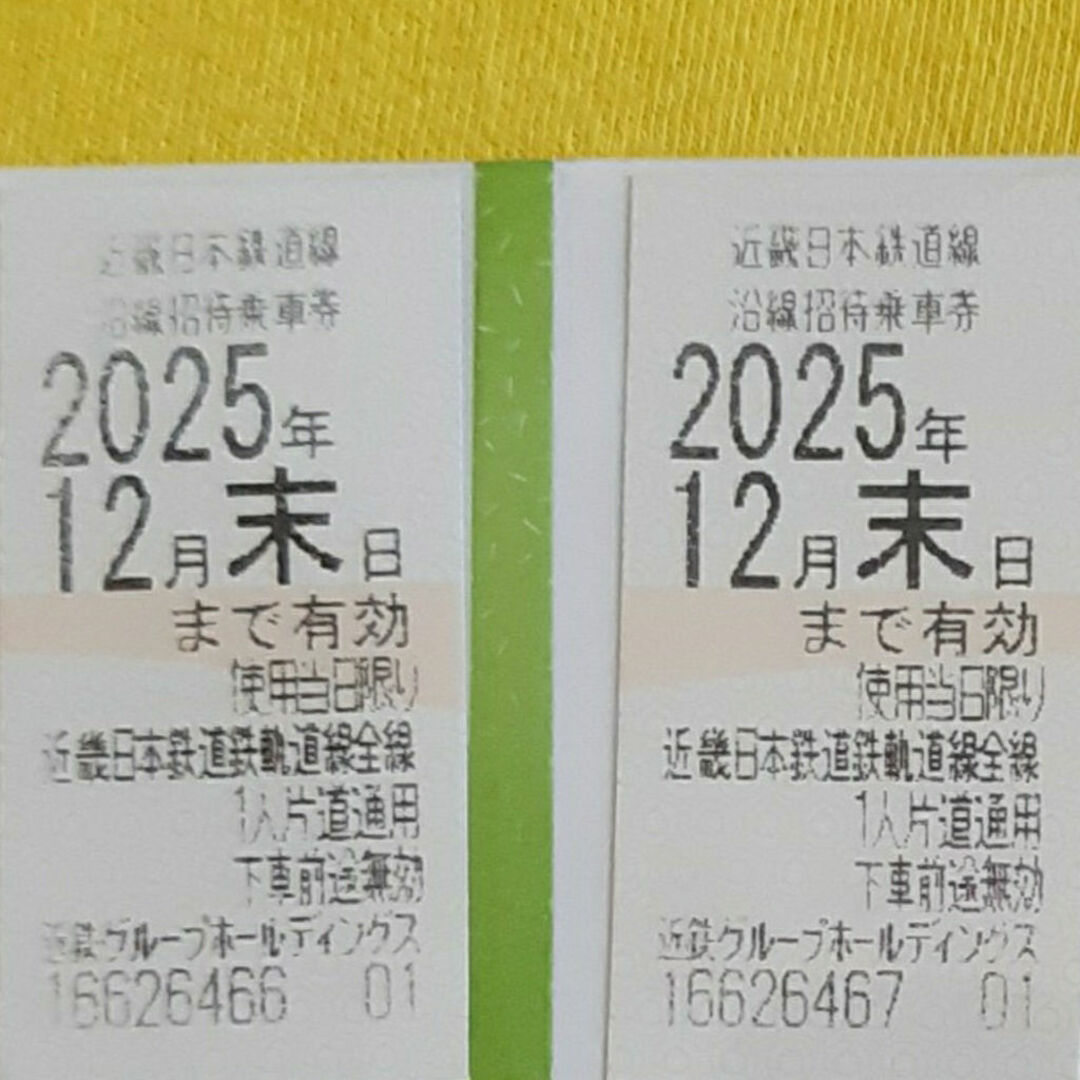 近畿日本鉄道線
沿線招待乗車券
2025年
12月末日
まで有効
使用当日限り
近畿日本鉄道鉄軌道線全線
1人片道通用
下車前途無効
近鉄グループホールディングス
16626466 01
近畿日本鉄道線
沿線招待乗車券
2025年
12月末日
まで有効
使用当日限り
近畿日本鉄道鉄軌道線全線
1人片道通用
下車前途無効
近鉄グループホールディングス
16626467 01